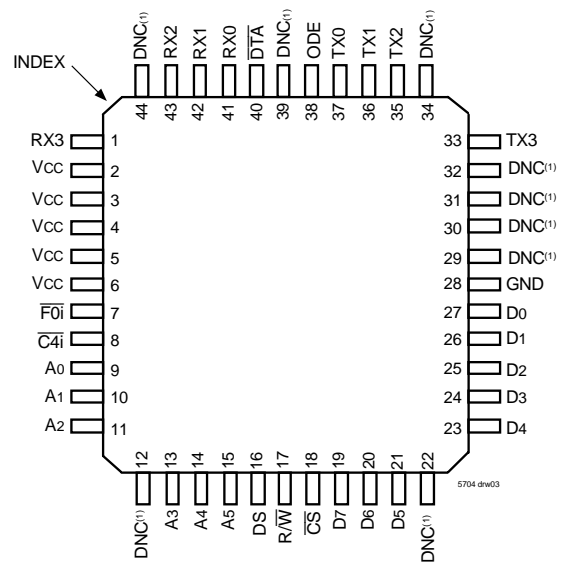 DNC(1) RX2 RX1 RX0 DTA DNC(1) ODE TX0 TX1 TX2 DNC(1)
INDEX
44 43 42 41 40 39 38 37 36 35 34
RX3 1 33 TX3
VCC 2 32 DNC(1)
VCC 3 31 DNC(1)
VCC 4 30 DNC(1)
VCC 5 29 DNC(1)
VCC 6 28 GND
F0i 7 27 D0
C4i 8 26 D1
A0 9 25 D2
A1 10 24 D3
A2 11 23 D4
12 13 14 15 16 17 18 19 20 21 22
5704 drw03
DNC(1) A3 A4 A5 DS R/W CS D7 D6 D5 DNC(1)